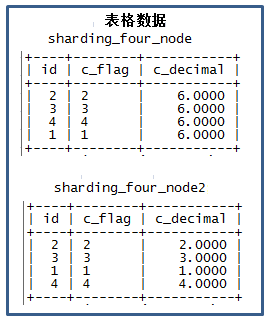 表格数据
sharding_four_node
+----+--------+-----------+
| id | c_flag | c_decimal |
+----+--------+-----------+
| 2 | 2 | 6.0000 |
| 3 | 3 | 6.0000 |
| 4 | 4 | 6.0000 |
| 1 | 1 | 6.0000 |
+----+--------+-----------+
sharding_four_node2
+----+--------+-----------+
| id | c_flag | c_decimal |
+----+--------+-----------+
| 2 | 2 | 2.0000 |
| 3 | 3 | 3.0000 |
| 1 | 1 | 1.0000 |
| 4 | 4 | 4.0000 |
+----+--------+-----------+